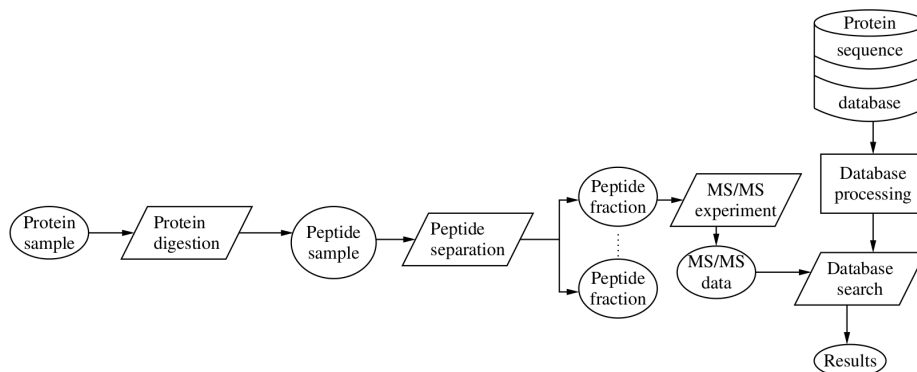 Protein
sample
Protein
digestion
Peptide
sample
Peptide
separation
Peptide
fraction
Peptide
fraction
MS/MS
experiment
MS/MS
data
Protein
sequence
database
Database
processing
Database
search
Results